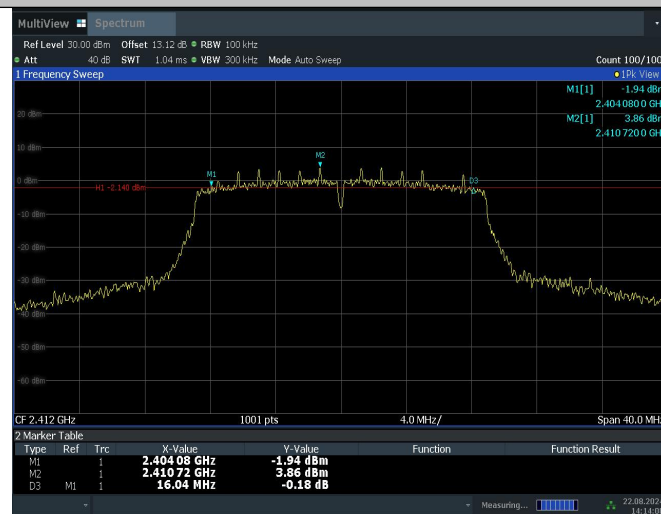 MultiView Spectrum
Ref Level 30.00 dBm Offset 13.12 dB RBW 100 kHz
Att 40 dB SWT 1.04 ms VBW 300 kHz Mode Auto Sweep Count 100/100
1 Frequency Sweep 1Pk View
M1[1] -1.94 dBm
2.404 080 0 GH
M2[1] 3.86 dBm
2.410 720 0 GH
20 dBm
10 dBm
M2
M1
0 dBm
D3
H1 -2.140 dBm
-10 dBm
-20 dBm
-30 dBm
-40 dBm
-50 dBm
-60 dBm
CF 2.412 GHz 1001 pts 4.0 MHz/ Span 40.0 MHz
2 Marker Table
Type Ref Trc X-Value Y-Value Function Function Result
M1 1 2.404 08 GHz -1.94 dBm
M2 1 2.410 72 GHz 3.86 dBm
D3 M1 1 16.04 MHz -0.18 dB
Measuring... 22.08.2024
14:14:0